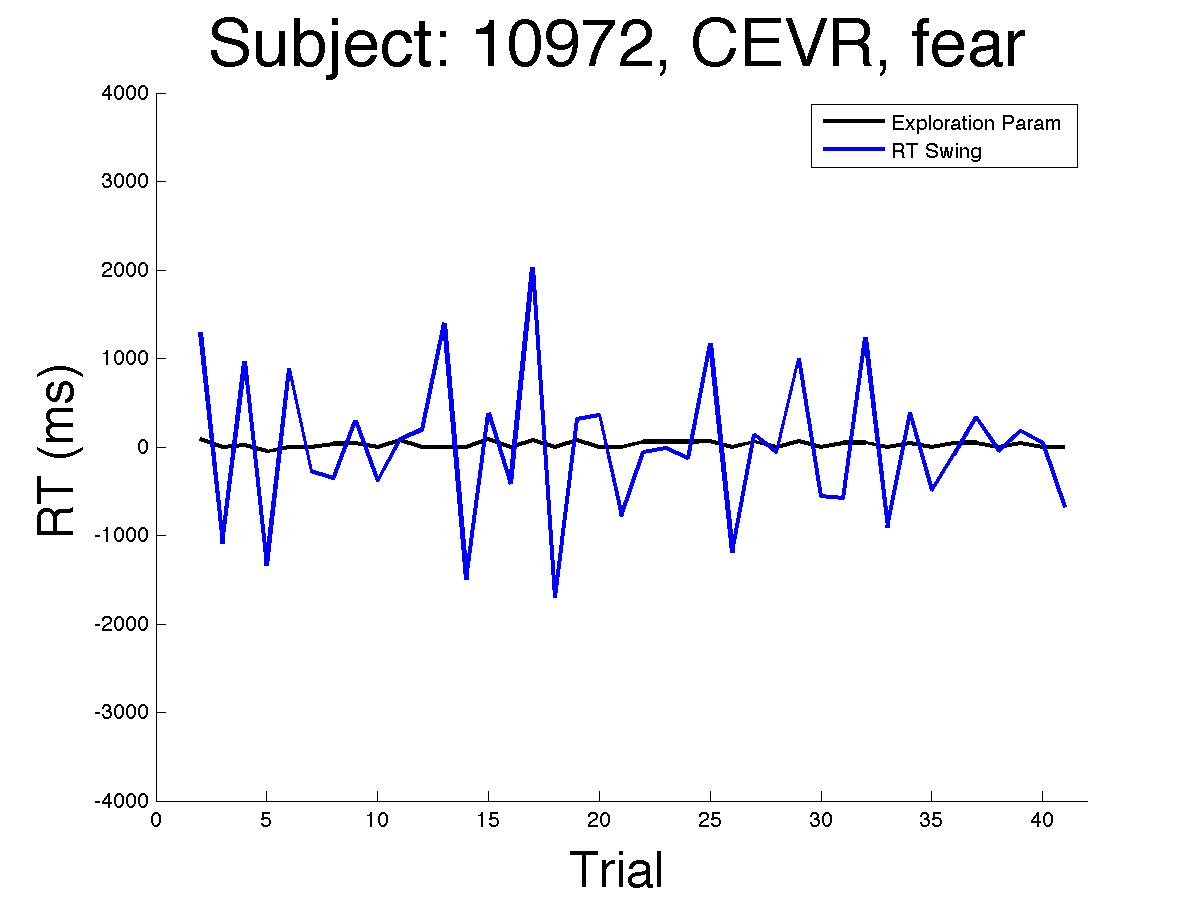 Subject: 10972, CEVR, fear
4000
3000
2000
1000
0
-1000
-2000
-3000
-4000
RT (ms)
Exploration Param
RT Swing
0 5 10 15 20 25 30 35 40
Trial